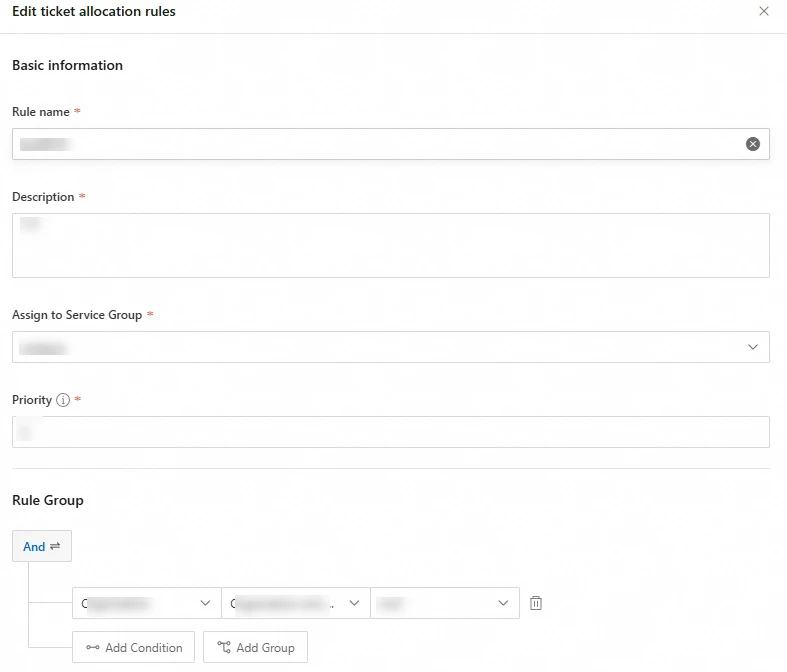 Edit ticket allocation rules
Basic information
Rule name *
Description *
Assign to Service Group *
Priority *
Rule Group
And
Add Condition Add Group